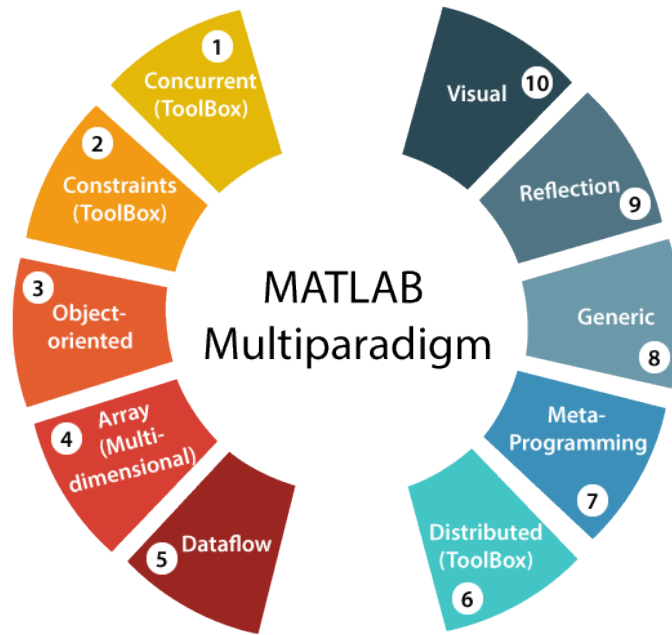 1
Concurrent
(ToolBox)
2
Constraints
(ToolBox)
3
Object-
oriented
4
Array
(Multi-
dimensional)
5
Dataflow
MATLAB
Multiparadigm
10
Visual
9
Reflection
8
Generic
7
Meta-
Programming
6
Distributed
(ToolBox)